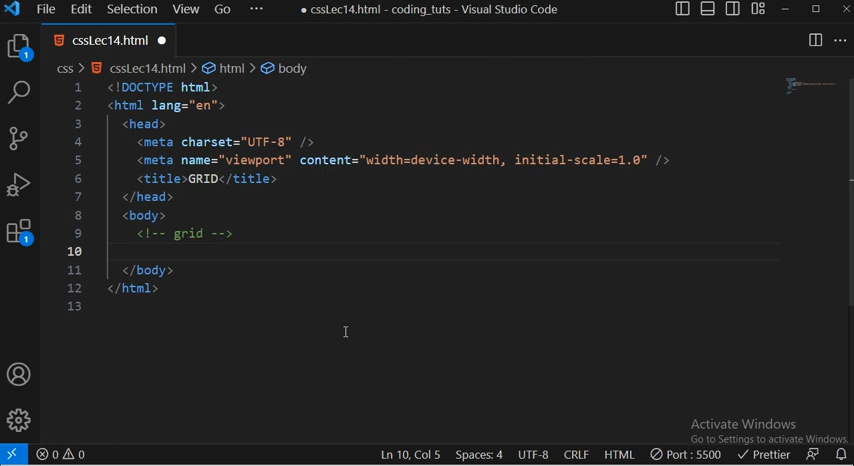 File Edit Selection View Go ··· ● cssLec14.html - coding_tuts - Visual Studio Code
cssLec14.html ●
css > cssLec14.html > html > body
1 <!DOCTYPE html>
2 <html lang="en">
3 <head>
4 <meta charset="UTF-8" />
5 <meta name="viewport" content="width=device-width, initial-scale=1.0" />
6 <title>GRID</title>
7 </head>
8 <body>
9 <!-- grid -->
10
11 </body>
12 </html>
13
1
1
Activate Windows
Go to Settings to activate Windows.
0 0 Ln 10, Col 5 Spaces: 4 UTF-8 CRLF HTML Port : 5500 Prettier